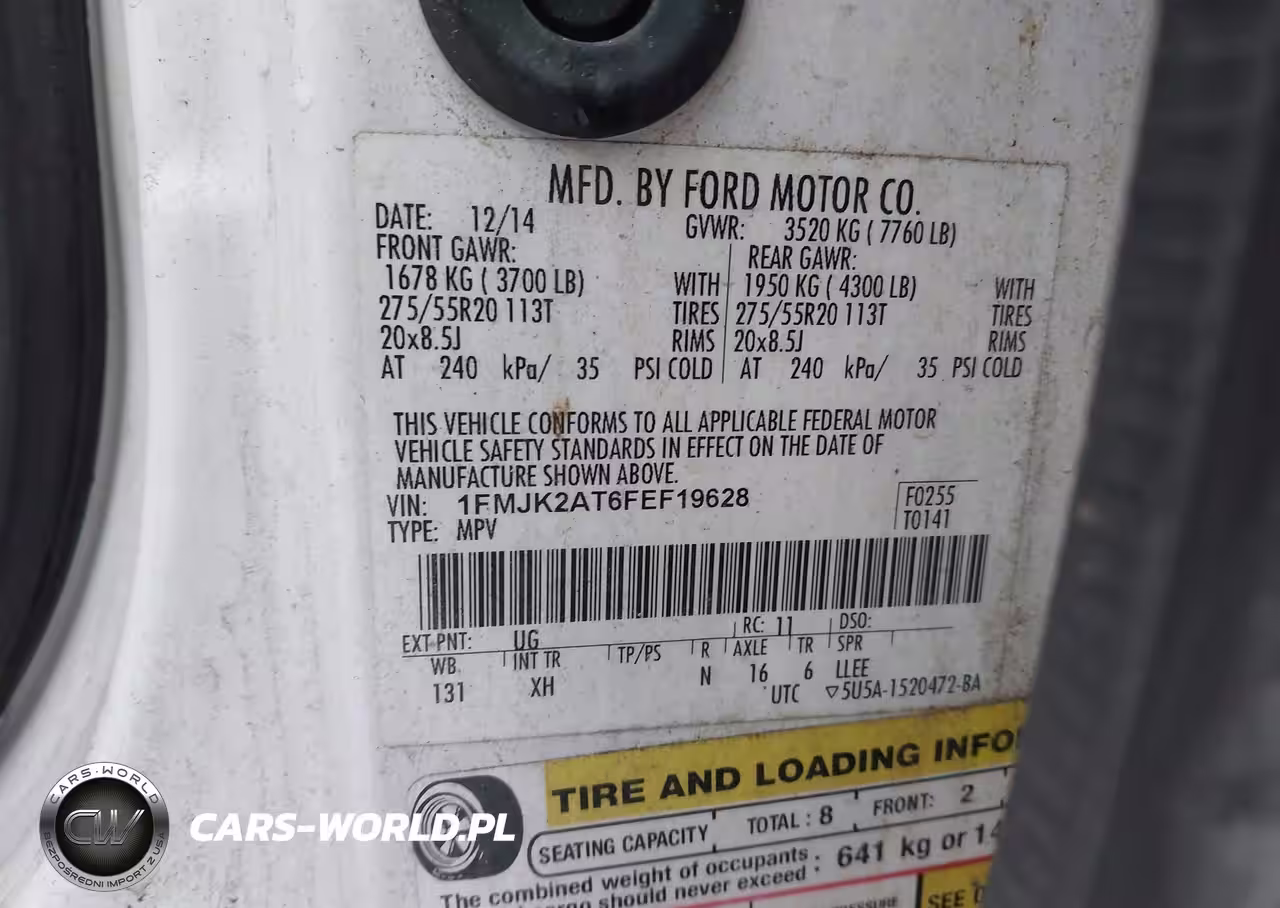 MFD. BY FORD MOTOR CO.
DATE: 12/14 GVWR: 3520 KG ( 7760 LB)
FRONT GAWR: REAR GAWR:
1678 KG ( 3700 LB) WITH 1950 KG ( 4300 LB) WITH
275/55R20 113T TIRES 275/55R20 113T TIRES
20x8.5J RIMS 20x8.5J RIMS
AT 240 kPa/ 35 PSI COLD AT 240 kPa/ 35 PSI COLD
THIS VEHICLE CONFORMS TO ALL APPLICABLE FEDERAL MOTOR
VEHICLE SAFETY STANDARDS IN EFFECT ON THE DATE OF
MANUFACTURE SHOWN ABOVE.
VIN: 1FMJK2AT6FEF19628 F0255
TYPE: MPV T0141
EXT PNT: UG RC: 11 DSO:
WB INT TR TP/PS R AXLE TR SPR
131 XH N 16 6 LLEE
UTC ▽5U5A-1520472-BA
TIRE AND LOADING INFO
SEATING CAPACITY TOTAL : 8 FRONT: 2
The combined weight of occupants 641 kg or 14
should never exceed
SEE
CARS-WORLD
CW
BEZPOŚREDNI IMPORT Z USA
CARS-WORLD.PL